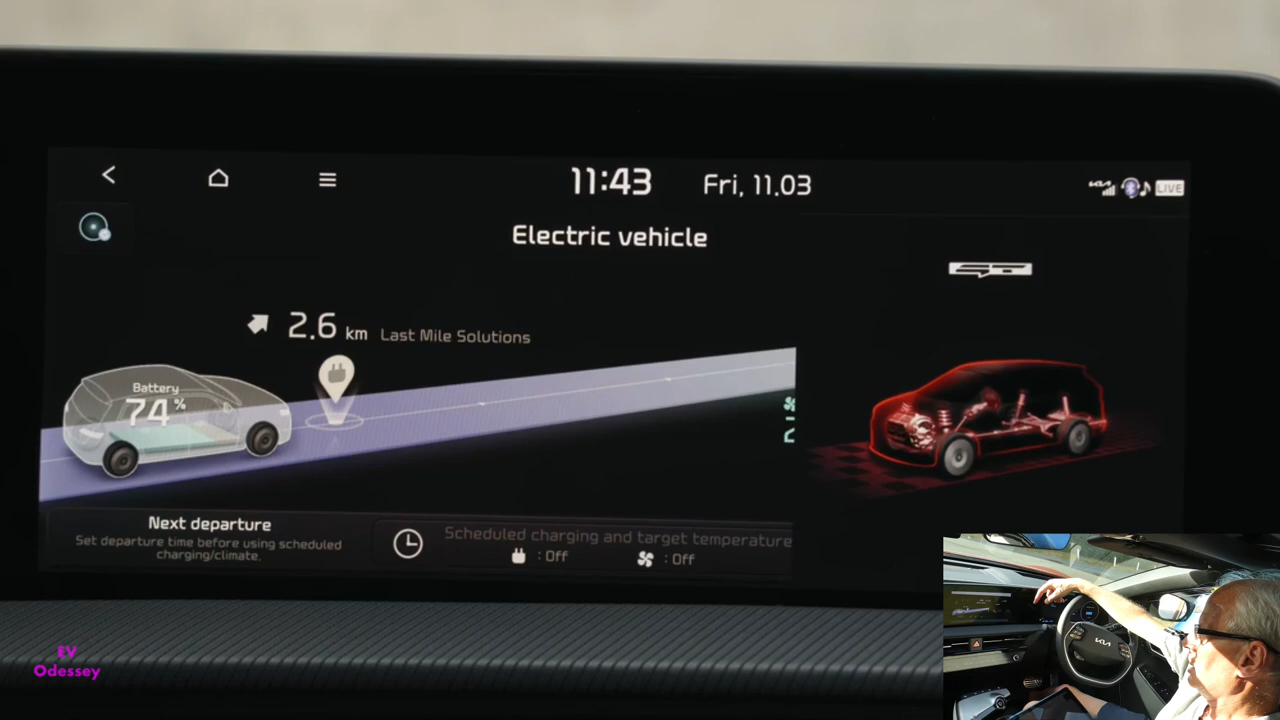 11:43
Fri, 11.03
LIVE
Electric vehicle
GT
2.6 km Last Mile Solutions
Battery
74%
Next departure
Set departure time before using scheduled
charging/climate.
Scheduled charging and target temperature
: Off
: Off
EV
Odessey